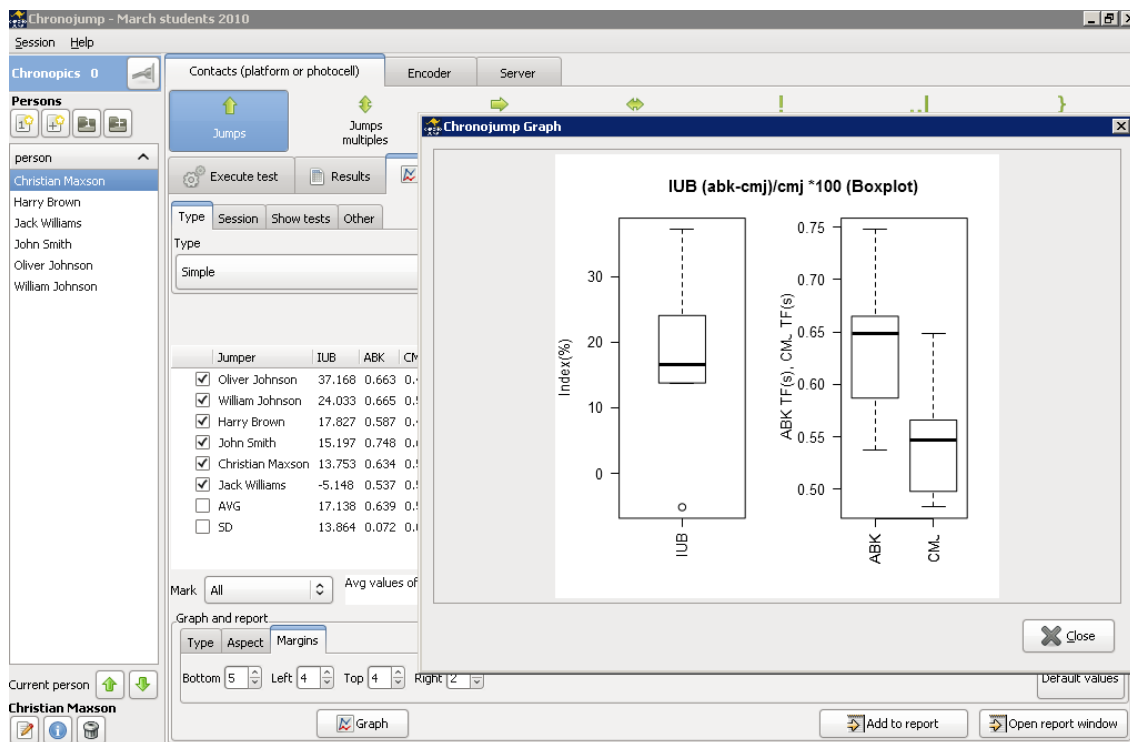 Chronojump - March students 2010
Session Help
Chronopics 0
Contacts (platform or photocell) Encoder Server
Persons
Jumps
Jumps
multiples
person
Christian Maxson
Harry Brown
Jack Williams
John Smith
Oliver Johnson
William Johnson
Execute test Results
Type Session Show tests Other
Type
Simple
Jumper IUB ABK
Oliver Johnson 37.168 0.663
William Johnson 24.033 0.665
Harry Brown 17.827 0.587
John Smith 15.197 0.748
Christian Maxson 13.753 0.634
Jack Williams -5.148 0.537
AVG 17.138 0.639
SD 13.864 0.072
Mark All Avg values of
Graph and report
Type Aspect Margins
Bottom 5 Left 4 Top 4 Right 2
Default values
Graph
Add to report
Open report window
Current person
Christian Maxson
Chronojump Graph
IUB (abk-cmj)/cmj *100 (Boxplot)
Index(%)
30
20
10
0
IUB
ABK TF(s), CMJ TF(s)
0.75
0.70
0.65
0.60
0.55
0.50
ABK
CMJ
Close